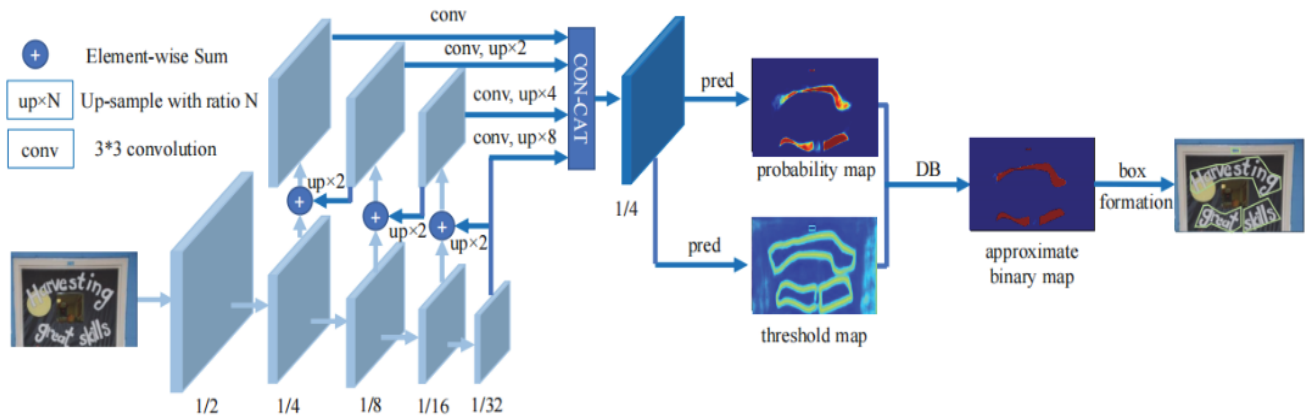 conv
conv, up×2
conv, up×4
conv, up×8
CON-CAT
+ Element-wise Sum
up×N Up-sample with ratio N
conv 3*3 convolution
up×2
+
up×2
+
up×2
+
Harvesting
great skills
1/2
1/4
1/8
1/16
1/32
1/4
pred
probability map
pred
threshold map
DB
approximate
binary map
box
formation
Harvesting
great skills